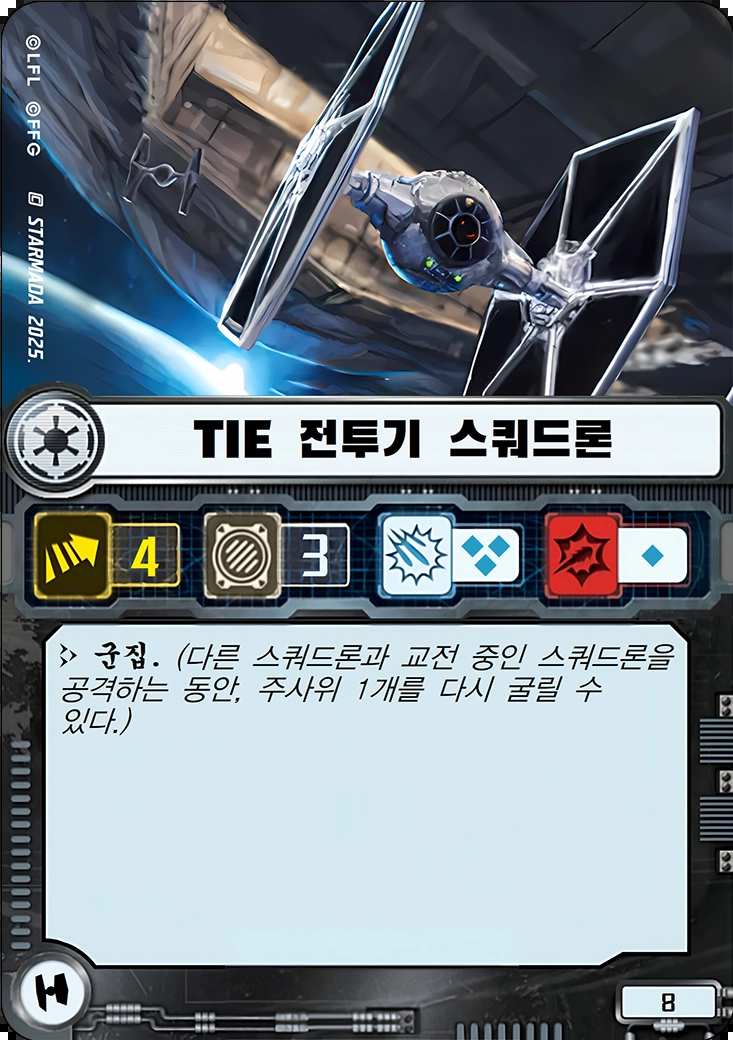 ©LFL ©FFG STARMADA 2025.
TIE 전투기 스쿼드론
4 3
군집. (다른 스쿼드론과 교전 중인 스쿼드론을
공격하는 동안, 주사위 1개를 다시 굴릴 수
있다.)
8